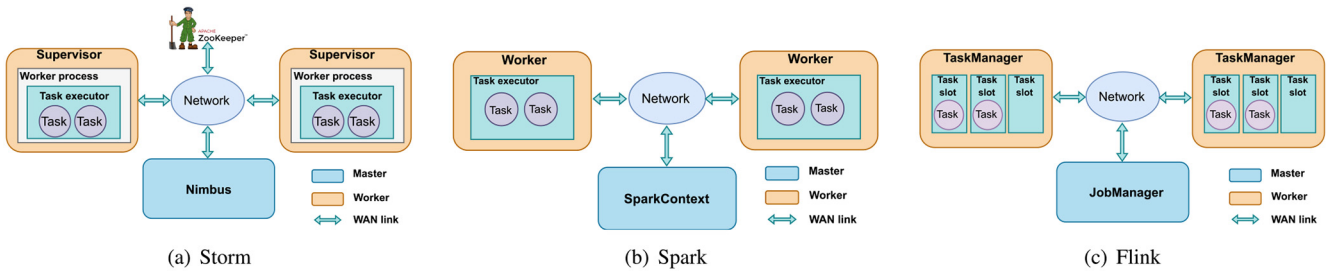 APACHE
ZooKeeper™
Supervisor
Worker process
Task executor
Task
Task
Network
Supervisor
Worker process
Task executor
Task
Task
Nimbus
Master
Worker
WAN link
(a) Storm
Worker
Task executor
Task
Task
Network
Worker
Task executor
Task
Task
SparkContext
Master
Worker
WAN link
(b) Spark
TaskManager
Task
slot
Task
Task
slot
Task
Task
slot
Network
TaskManager
Task
slot
Task
Task
slot
Task
Task
slot
JobManager
Master
Worker
WAN link
(c) Flink